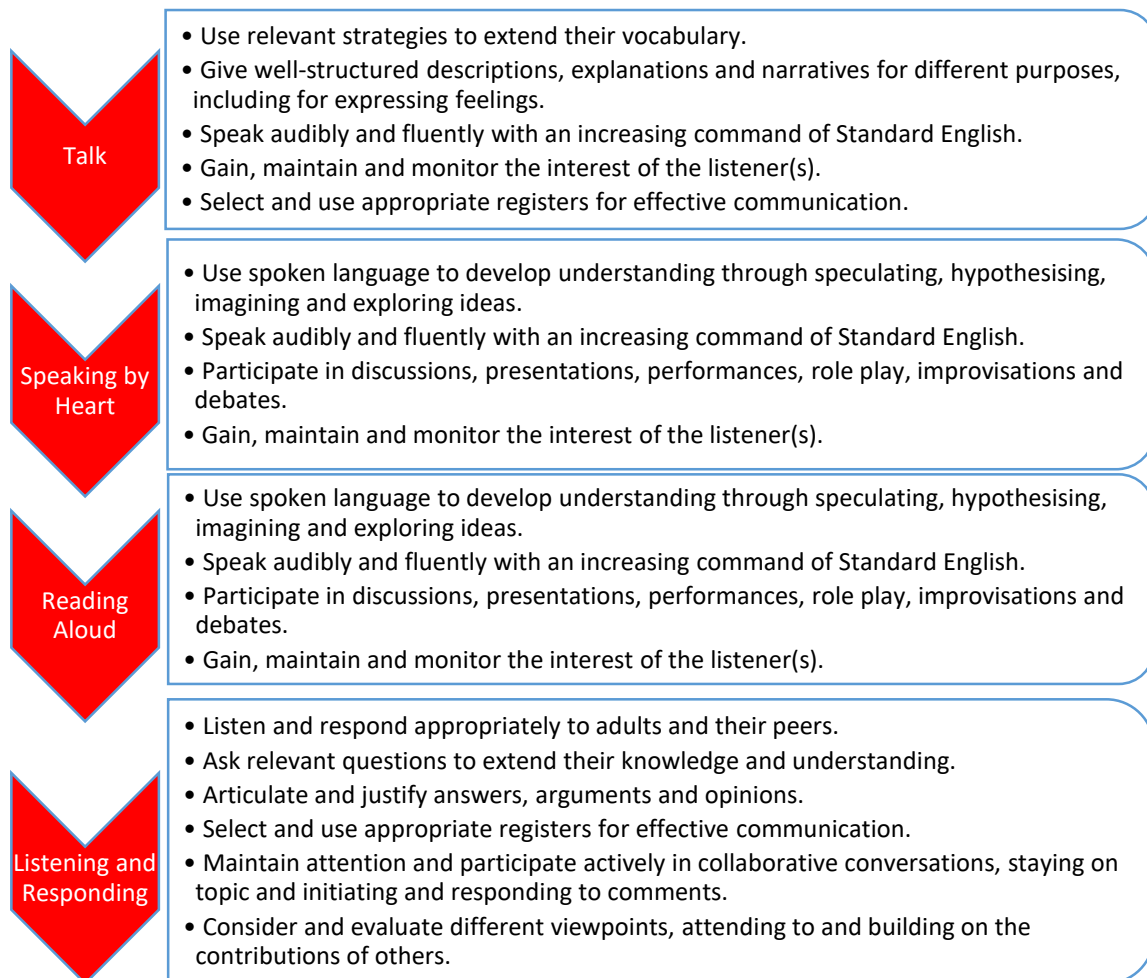 Talk
• Use relevant strategies to extend their vocabulary.
• Give well-structured descriptions, explanations and narratives for different purposes,
including for expressing feelings.
• Speak audibly and fluently with an increasing command of Standard English.
• Gain, maintain and monitor the interest of the listener(s).
• Select and use appropriate registers for effective communication.
Speaking by
Heart
• Use spoken language to develop understanding through speculating, hypothesising,
imagining and exploring ideas.
• Speak audibly and fluently with an increasing command of Standard English.
• Participate in discussions, presentations, performances, role play, improvisations and
debates.
• Gain, maintain and monitor the interest of the listener(s).
Reading
Aloud
• Use spoken language to develop understanding through speculating, hypothesising,
imagining and exploring ideas.
• Speak audibly and fluently with an increasing command of Standard English.
• Participate in discussions, presentations, performances, role play, improvisations and
debates.
• Gain, maintain and monitor the interest of the listener(s).
Listening and
Responding
• Listen and respond appropriately to adults and their peers.
• Ask relevant questions to extend their knowledge and understanding.
• Articulate and justify answers, arguments and opinions.
• Select and use appropriate registers for effective communication.
• Maintain attention and participate actively in collaborative conversations, staying on
topic and initiating and responding to comments.
• Consider and evaluate different viewpoints, attending to and building on the
contributions of others.